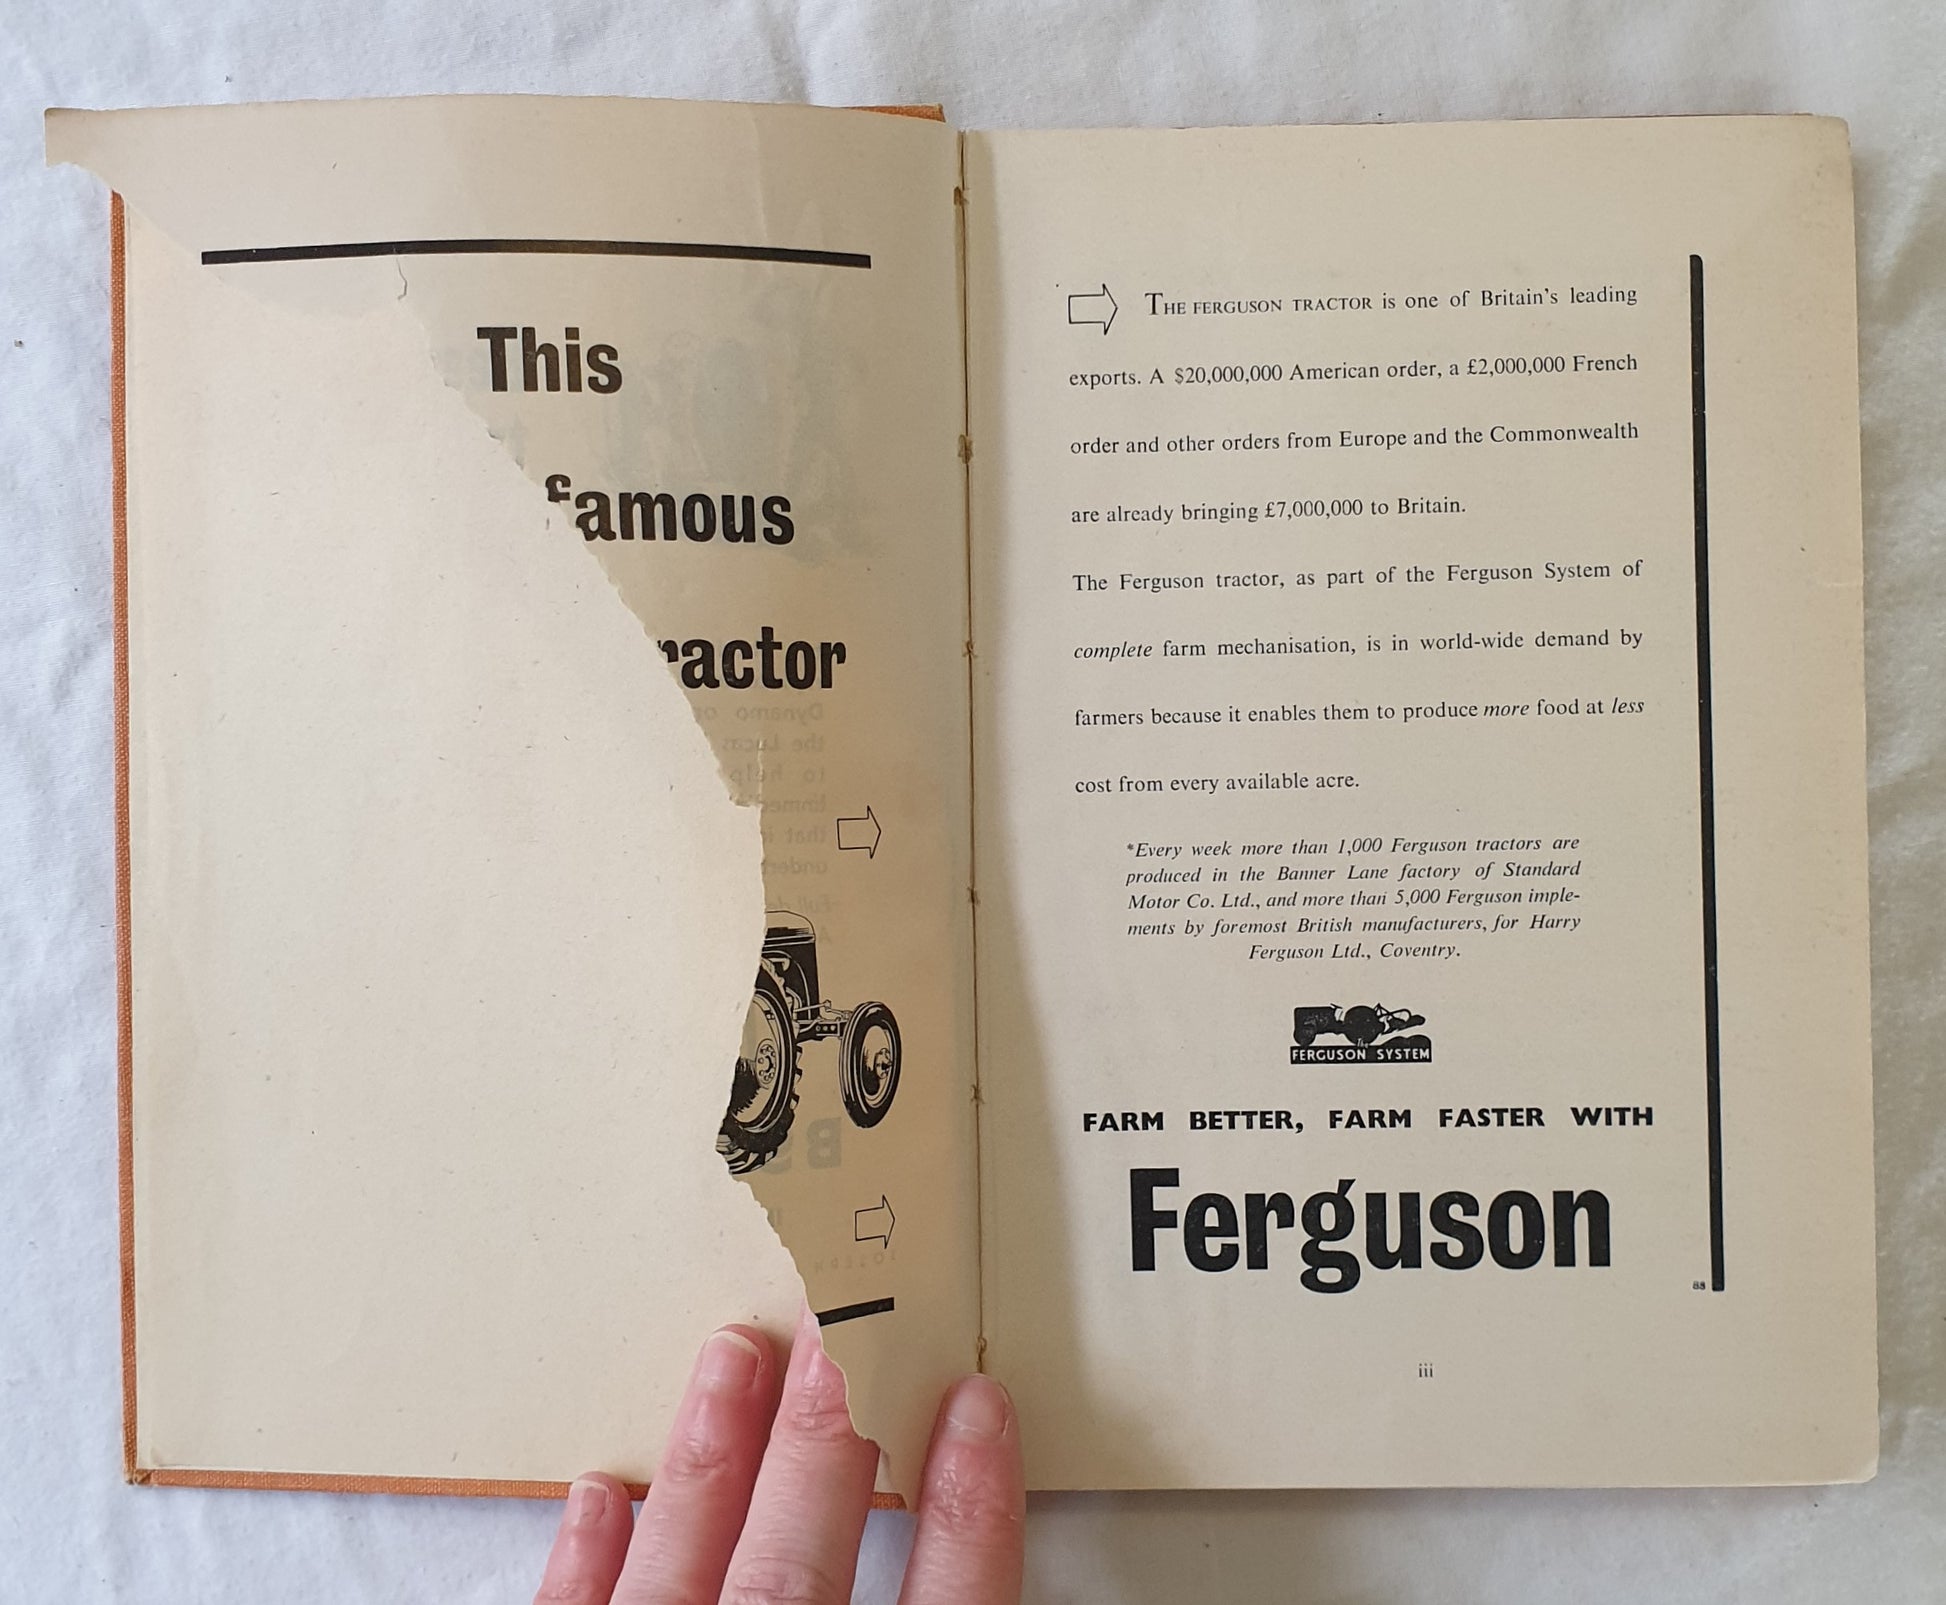 This
famous
ractor
THE FERGUSON TRACTOR is one of Britain's leading
exports. A $20,000,000 American order, a £2,000,000 French
order and other orders from Europe and the Commonwealth
are already bringing £7,000,000 to Britain.
The Ferguson tractor, as part of the Ferguson System of
complete farm mechanisation, is in world-wide demand by
farmers because it enables them to produce more food at less
cost from every available acre.
*Every week more than 1,000 Ferguson tractors are
produced in the Banner Lane factory of Standard
Motor Co. Ltd., and more than 5,000 Ferguson imple-
ments by foremost British manufacturers, for Harry
Ferguson Ltd., Coventry.
The
FERGUSON SYSTEM
FARM BETTER, FARM FASTER WITH
Ferguson
iii